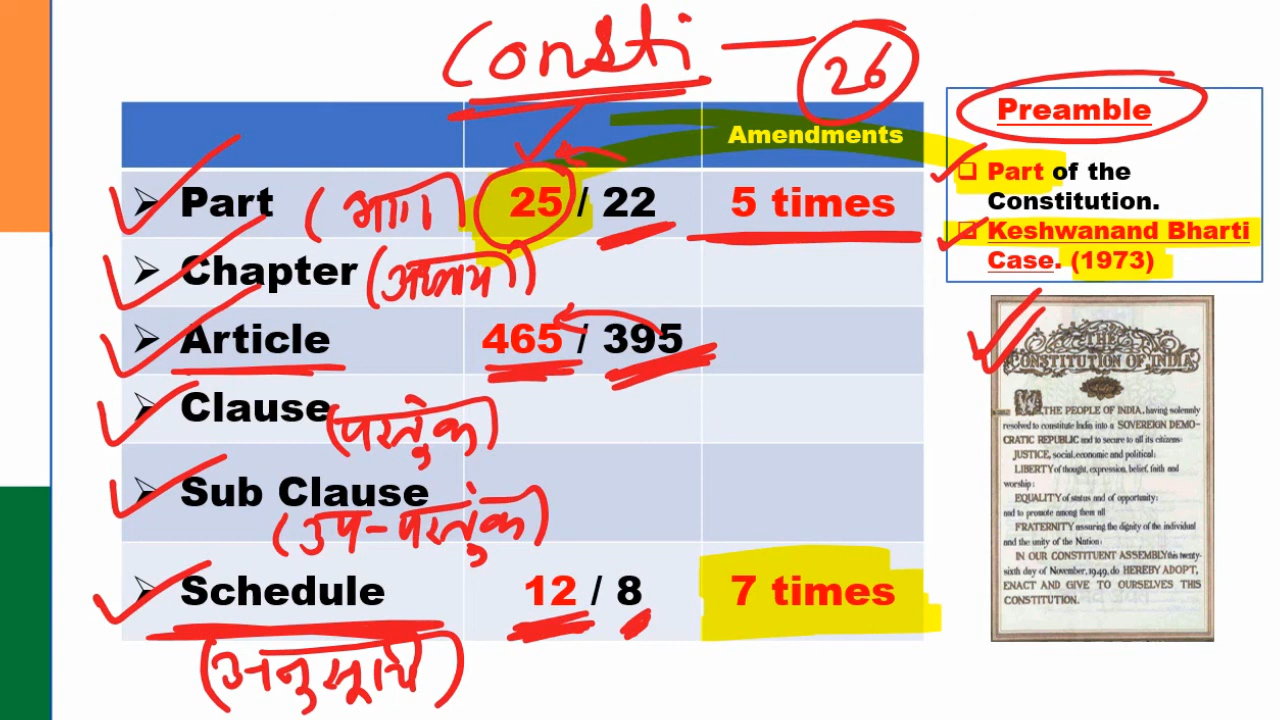 Consti — 26
Amendments
Part (भाग) 25 / 22 5 times
Chapter (अध्याय)
Article 465 / 395
Clause (परन्तुक)
Sub Clause
(उप-परन्तुक)
Schedule 12 / 8 7 times
(अनुसूची)
Preamble
Part of the
Constitution.
Keshwanand Bharti
Case. (1973)
THE
CONSTITUTION OF INDIA
WE, THE PEOPLE OF INDIA, having solemnly
resolved to constitute India into a SOVEREIGN DEMO-
CRATIC REPUBLIC and to secure to all its citizens:
JUSTICE, social, economic and political;
LIBERTY of thought, expression, belief, faith and
worship;
EQUALITY of status and of opportunity;
and to promote among them all
FRATERNITY assuring the dignity of the individual
and the unity of the Nation;
IN OUR CONSTITUENT ASSEMBLY this twenty-
sixth day of November, 1949, do HEREBY ADOPT,
ENACT AND GIVE TO OURSELVES THIS
CONSTITUTION.